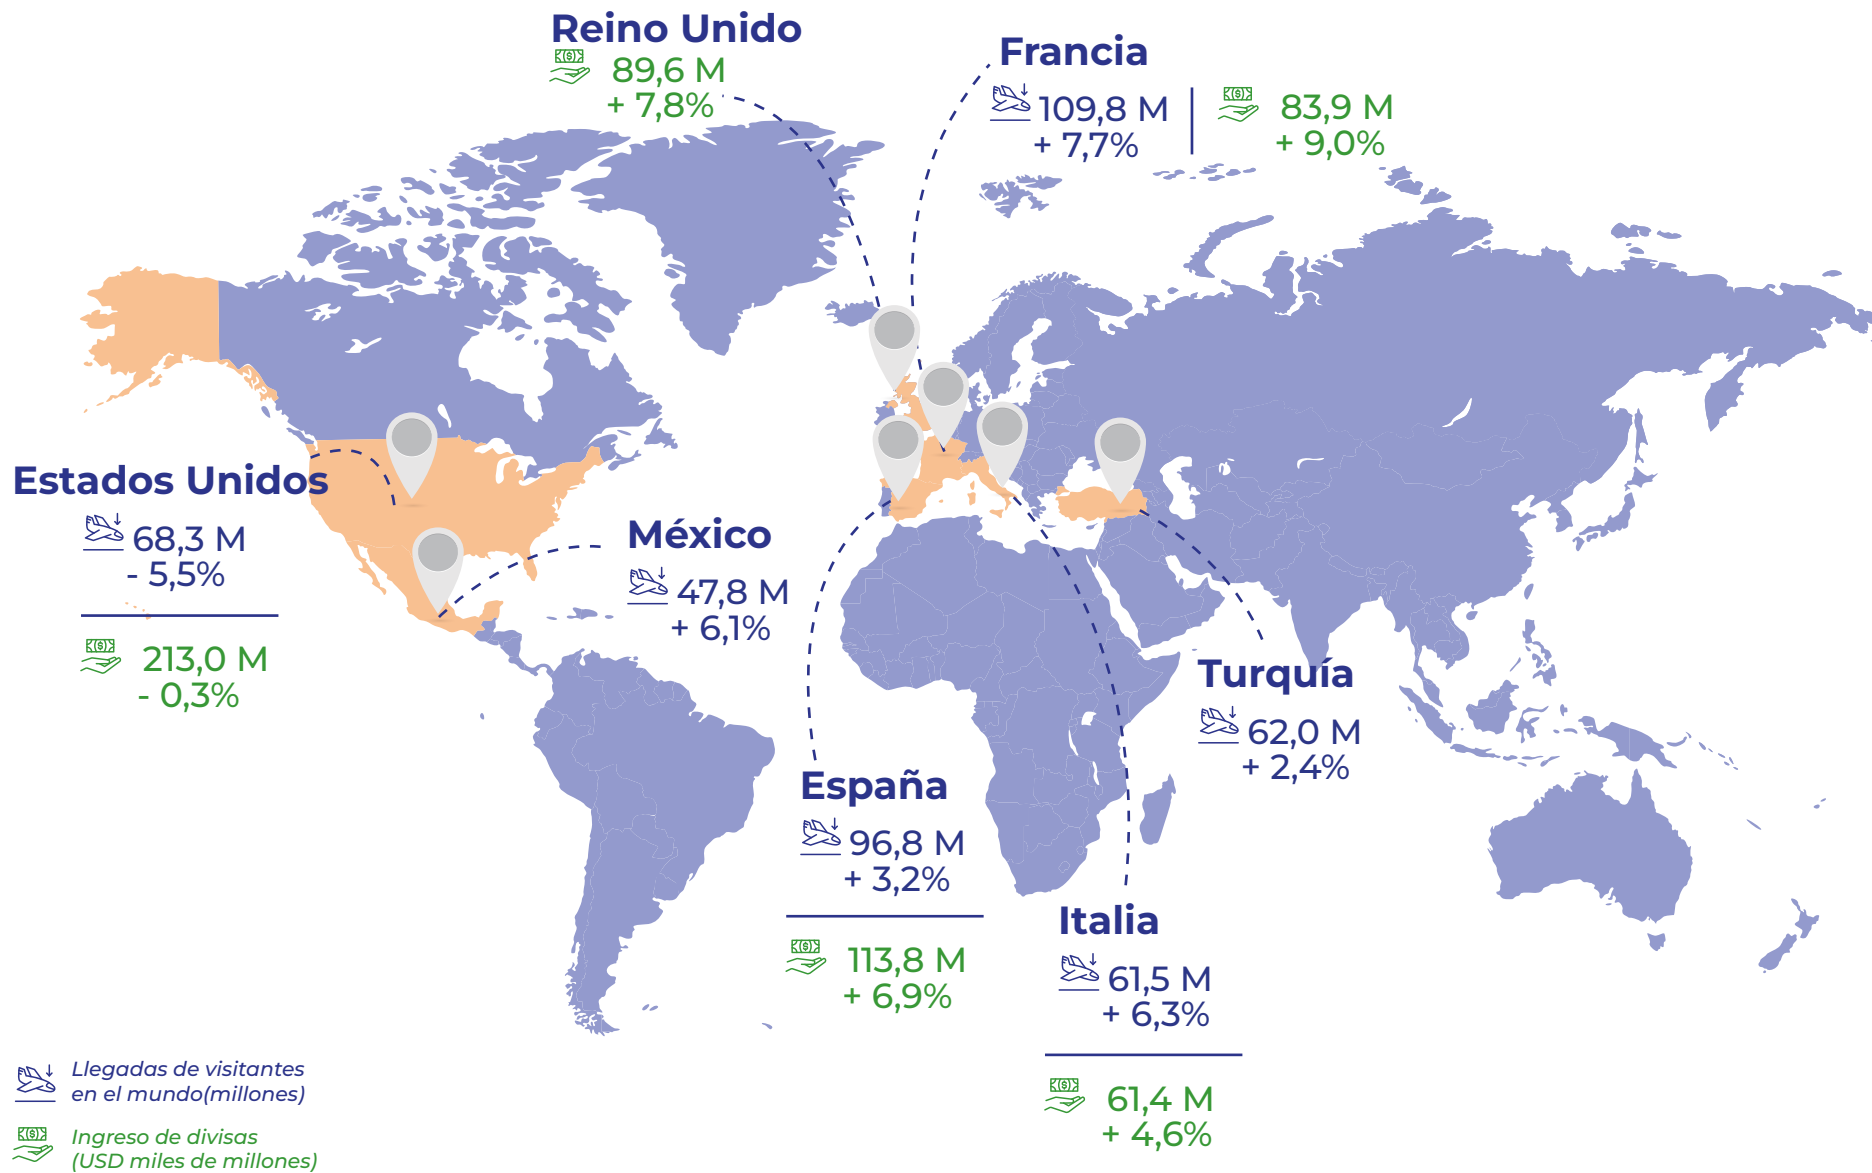 Reino Unido
89,6 M
+ 7,8%
Francia
109,8 M
+ 7,7%
83,9 M
+ 9,0%
Estados Unidos
68,3 M
- 5,5%
213,0 M
- 0,3%
México
47,8 M
+ 6,1%
Turquía
62,0 M
+ 2,4%
España
96,8 M
+ 3,2%
113,8 M
+ 6,9%
Italia
61,5 M
+ 6,3%
61,4 M
+ 4,6%
Llegadas de visitantes
en el mundo(millones)
Ingreso de divisas
(USD miles de millones)